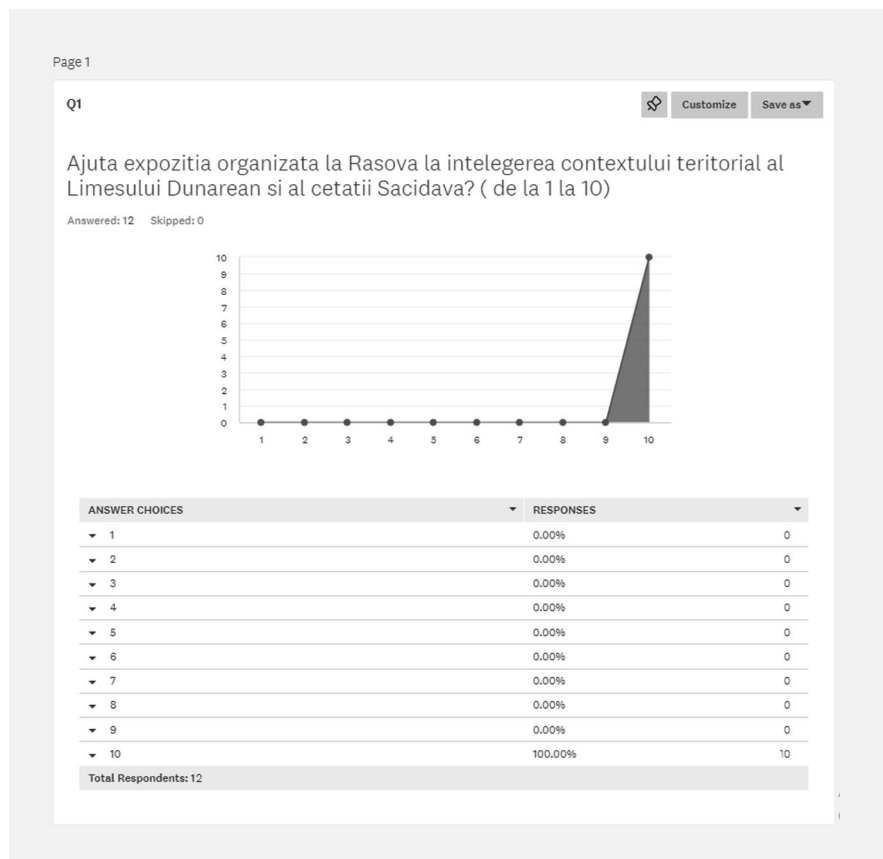 Page 1
Q1
Customize
Save as
Ajuta expozitia organizata la Rasova la intelegerea contextului teritorial al
Limesului Dunarean si al cetatii Sacidava? ( de la 1 la 10)
Answered: 12 Skipped: 0
10
9
8
7
6
5
4
3
2
1
0
1 2 3 4 5 6 7 8 9 10
ANSWER CHOICES RESPONSES
1 0.00% 0
2 0.00% 0
3 0.00% 0
4 0.00% 0
5 0.00% 0
6 0.00% 0
7 0.00% 0
8 0.00% 0
9 0.00% 0
10 100.00% 10
Total Respondents: 12